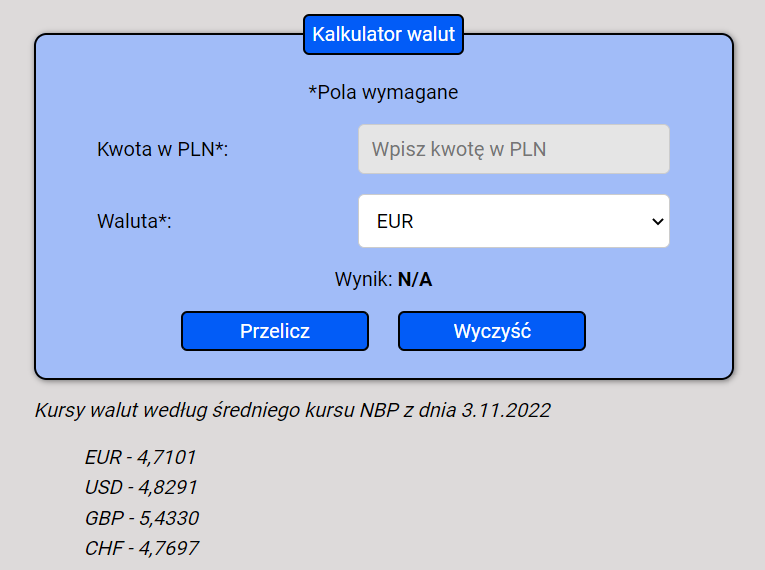 Kalkulator walut
*Pola wymagane
Kwota w PLN*:
Wpisz kwotę w PLN
Waluta*:
EUR
Wynik: N/A
Przelicz
Wyczyść
Kursy walut według średniego kursu NBP z dnia 3.11.2022
EUR - 4,7101
USD - 4,8291
GBP - 5,4330
CHF - 4,7697